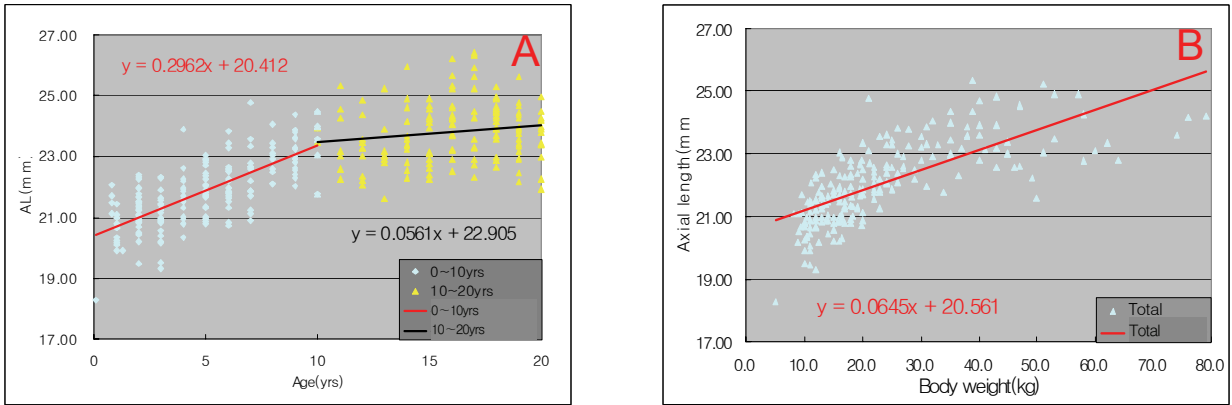 A
y = 0.2962x + 20.412
27.00
25.00
23.00
21.00
19.00
17.00
AL(mm)
y = 0.0561x + 22.905
0~10yrs
10~20yrs
0~10yrs
10~20yrs
0 5 10 15 20
Age(yrs)
B
27.00
25.00
23.00
21.00
19.00
17.00
Axial length(mm
y = 0.0645x + 20.561
Total
Total
0.0 10.0 20.0 30.0 40.0 50.0 60.0 70.0 80.0
Body weight(kg)